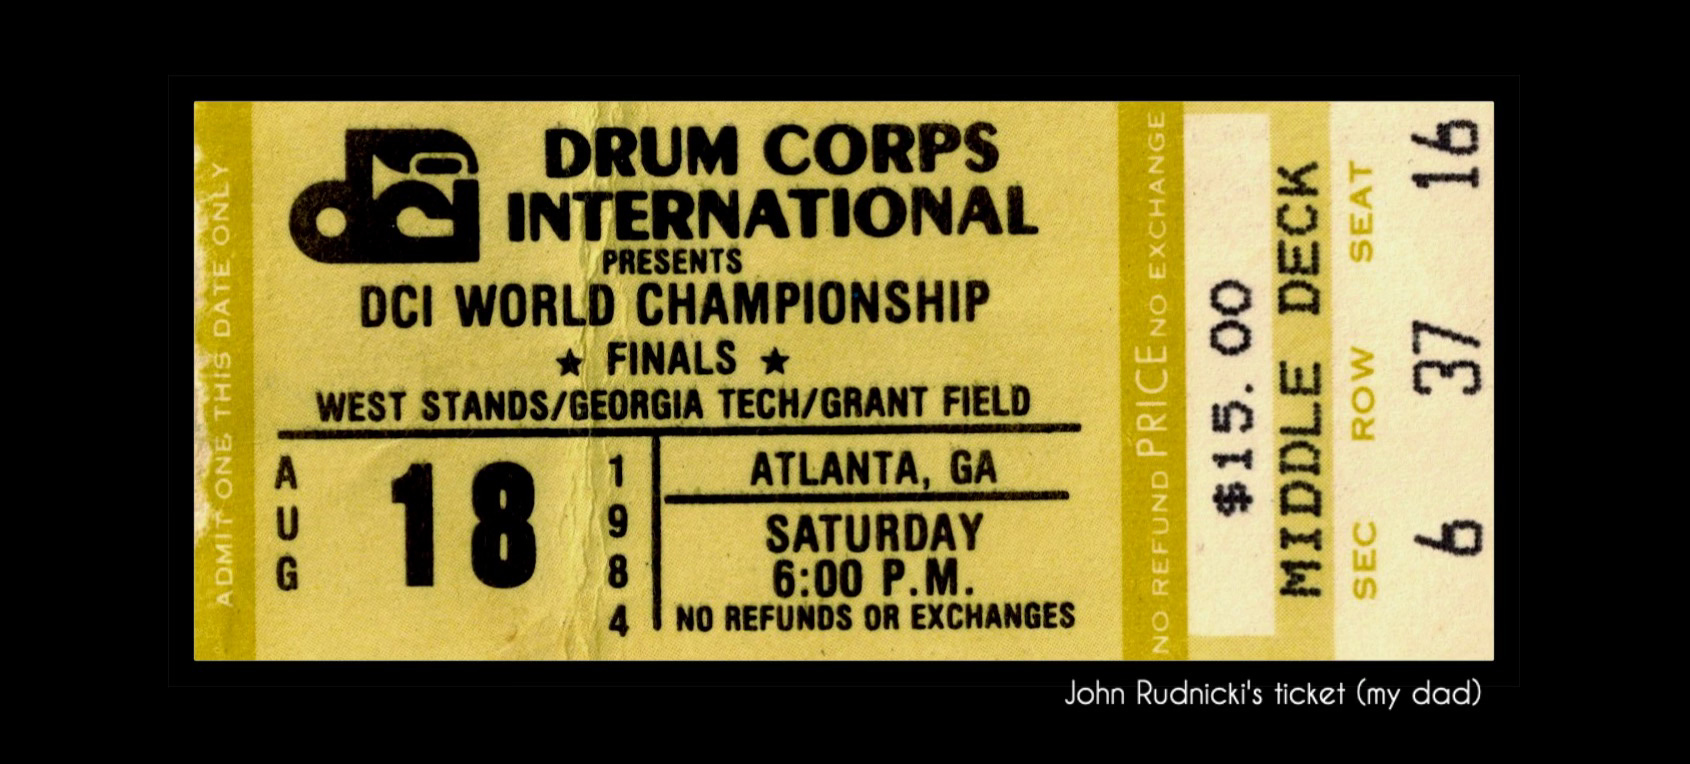 ADMIT ONE THIS DATE ONLY
dci
DRUM CORPS
INTERNATIONAL
PRESENTS
DCI WORLD CHAMPIONSHIP
★ FINALS ★
WEST STANDS/GEORGIA TECH/GRANT FIELD
AUG
18
1984
ATLANTA, GA
SATURDAY
6:00 P.M.
NO REFUNDS OR EXCHANGES
NO REFUND PRICE NO EXCHANGE
$15.00
MIDDLE DECK
SEC ROW SEAT
6 37 16
John Rudnicki's ticket (my dad)